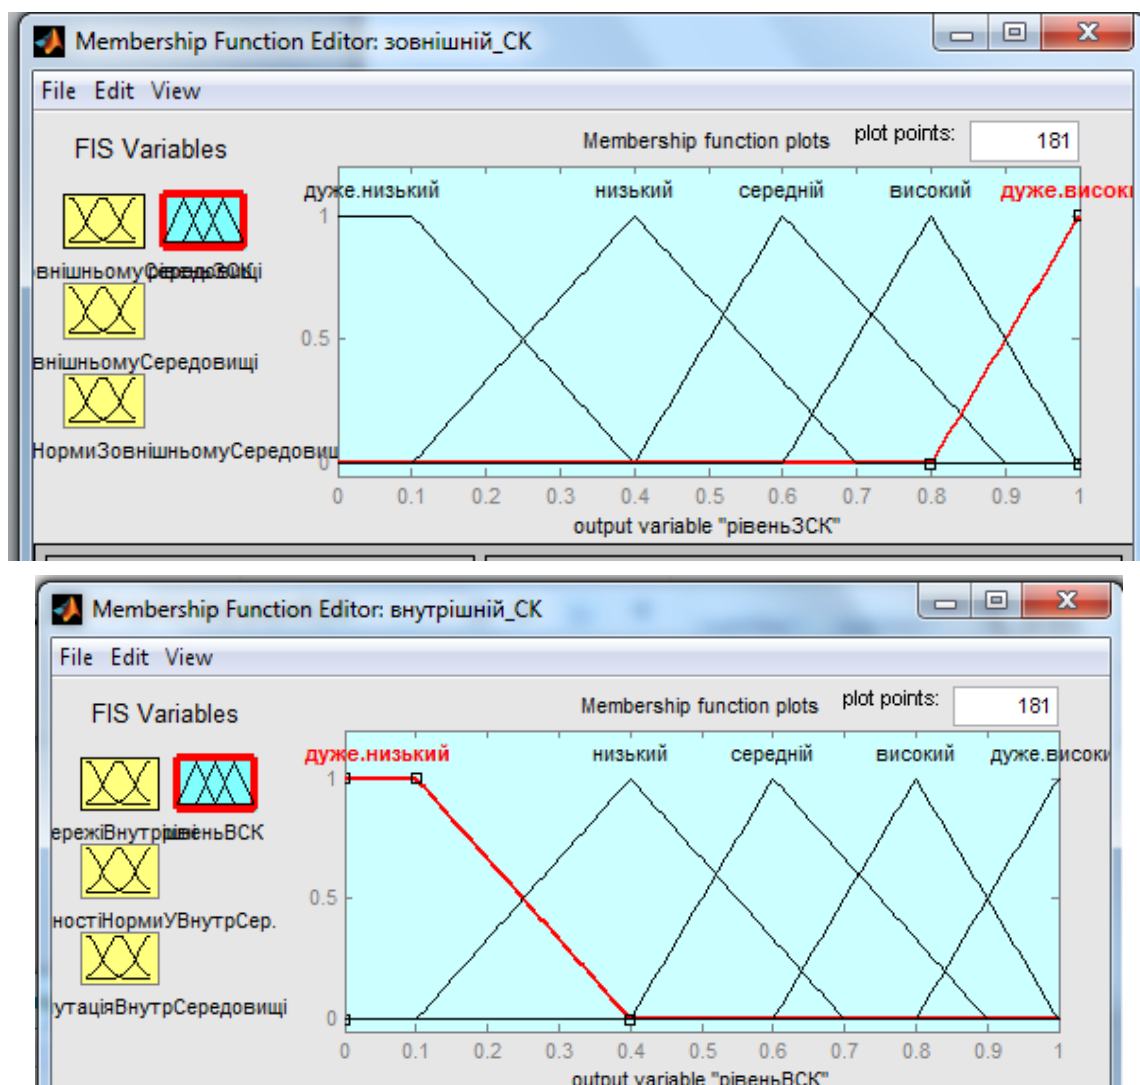 Membership Function Editor: зовнішній_СК
File Edit View
FIS Variables
Membership function plots
plot points:
181
дуже.низький низький середній високий дуже.висок
1
0.5
0
внішньомуСередовищі
рівеньЗСК
внішньомуСередовищі
НормиЗовнішньомуСередовищ
0 0.1 0.2 0.3 0.4 0.5 0.6 0.7 0.8 0.9 1
output variable "рівеньЗСК"
Membership Function Editor: внутрішній_СК
File Edit View
FIS Variables
Membership function plots
plot points:
181
дуже.низький низький середній високий дуже.високи
1
0.5
0
ережіВнутрішні
рівеньВСК
ностіНормиУВнутрСер.
утаціяВнутрСередовищі
0 0.1 0.2 0.3 0.4 0.5 0.6 0.7 0.8 0.9 1
output variable "рівеньВСК"